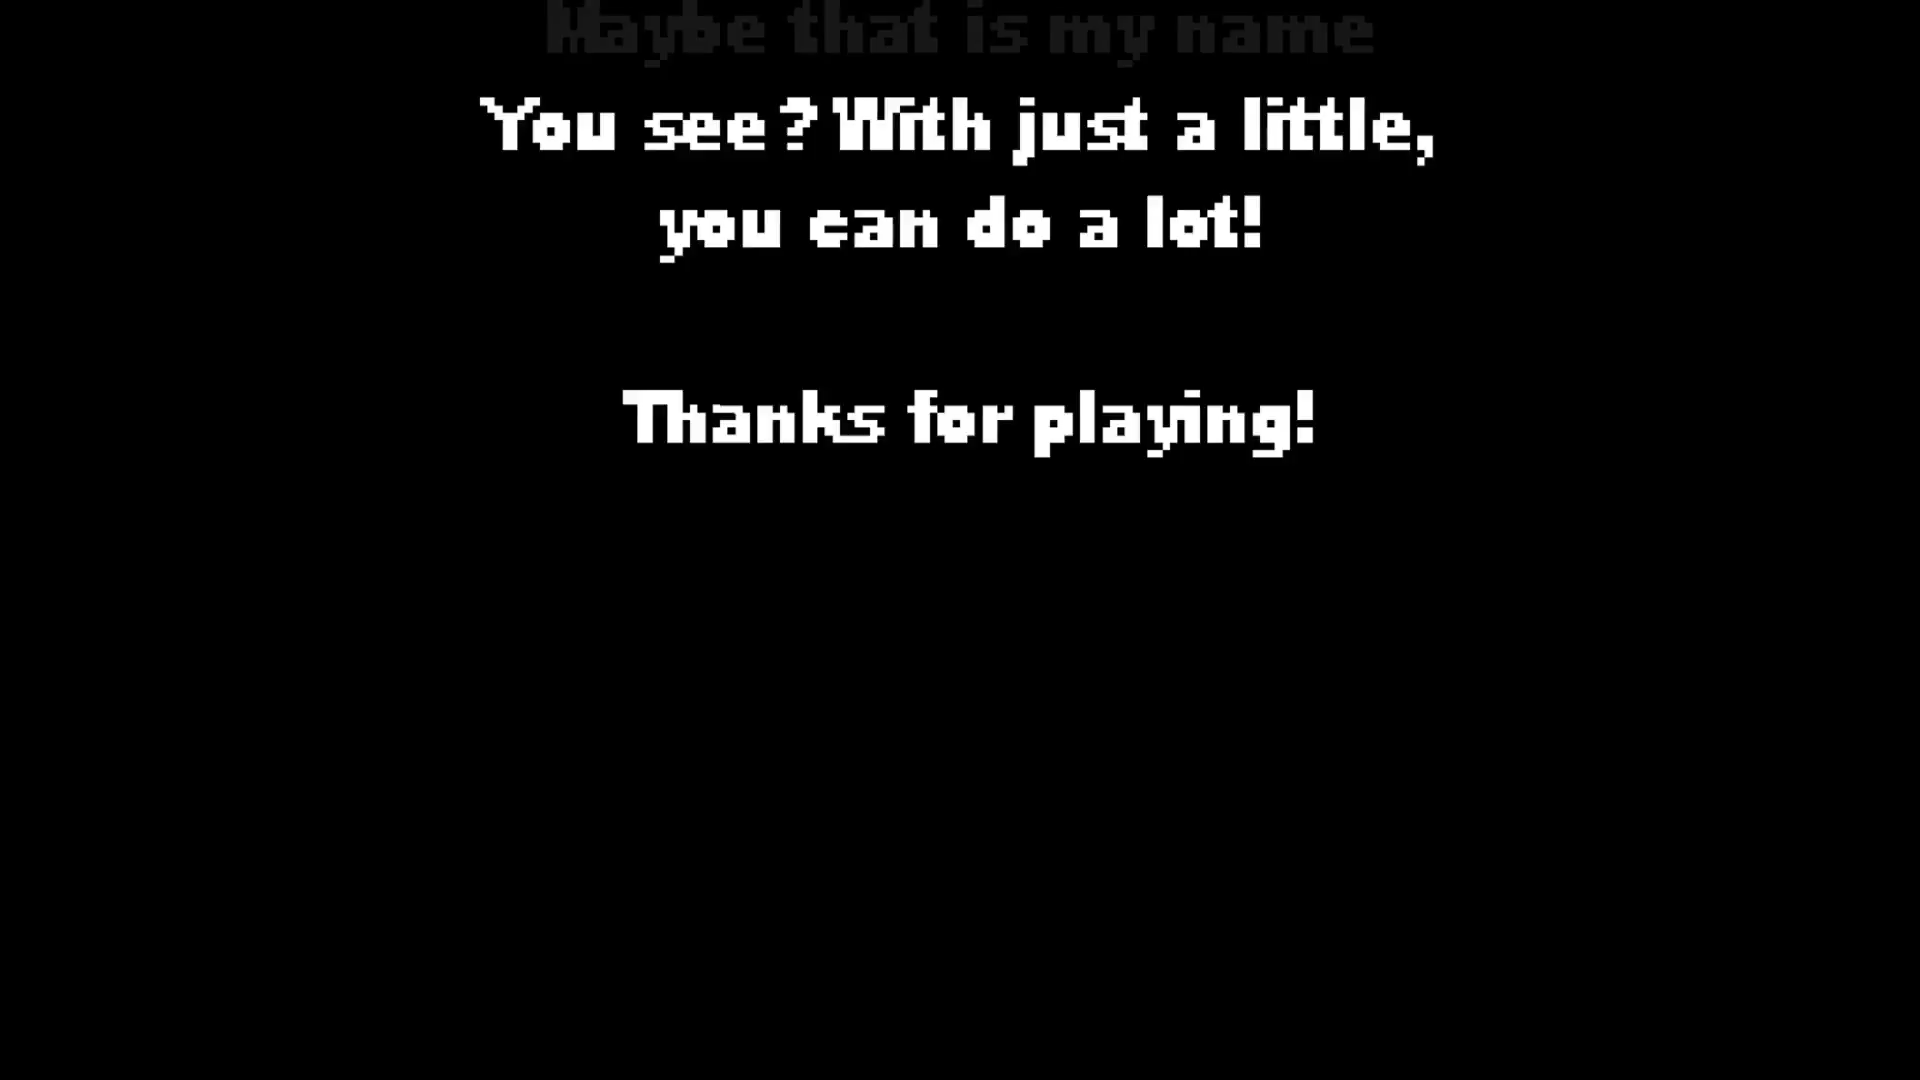 Maybe that is my name
You see? With just a little,
you can do a lot!
Thanks for playing!